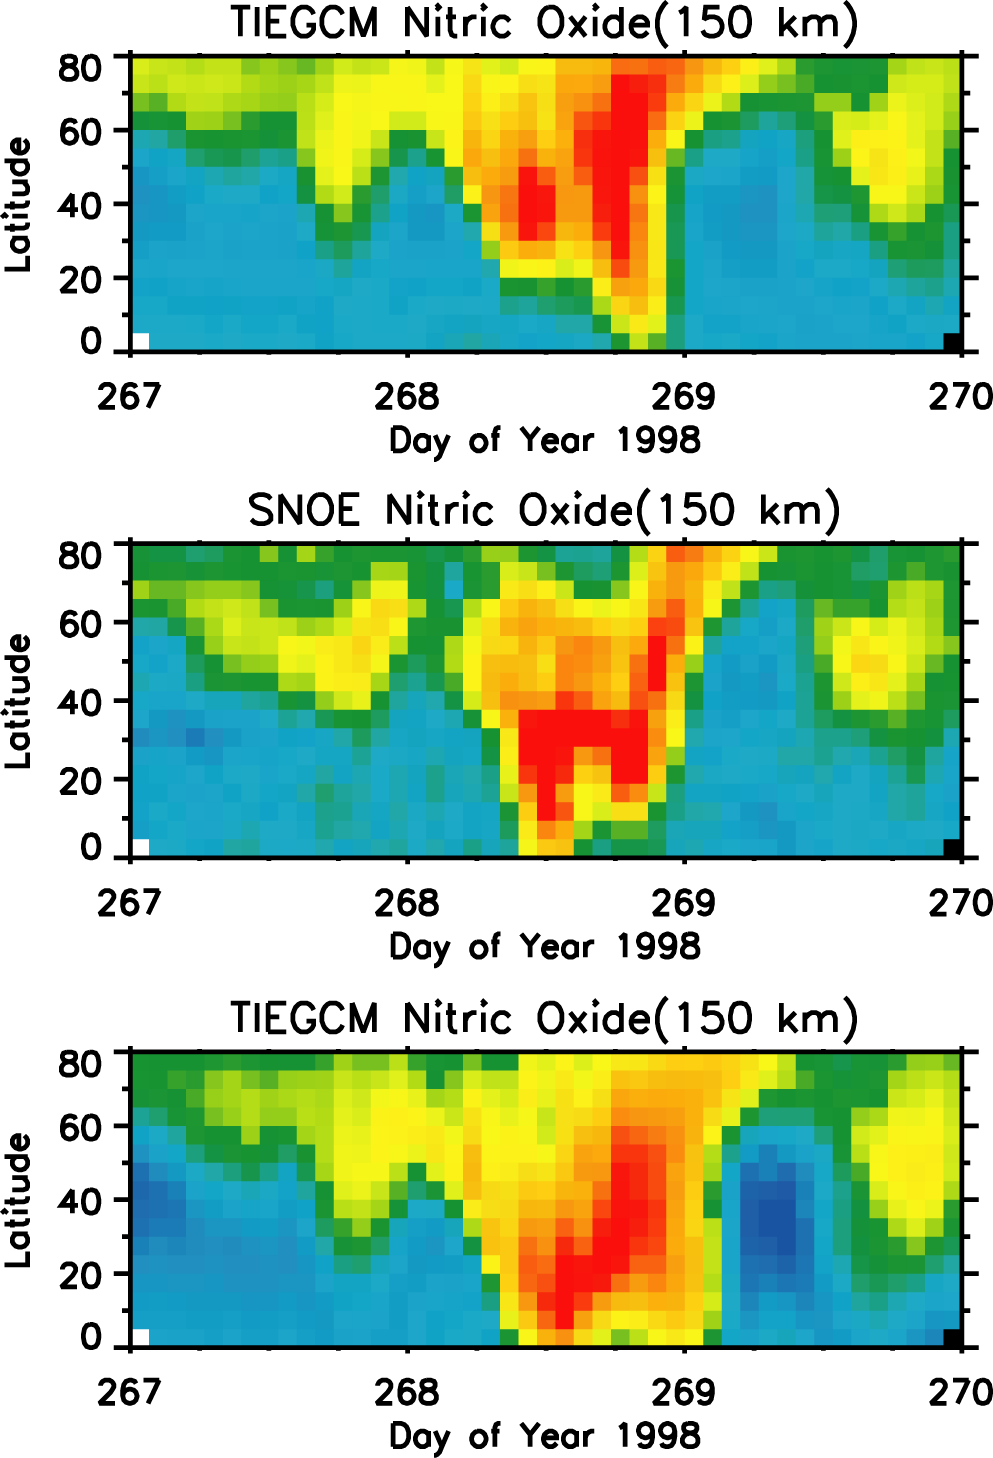 TIEGCM Nitric Oxide(150 km)
80
60
40
20
0
Latitude
267 268 269 270
Day of Year 1998
SNOE Nitric Oxide(150 km)
80
60
40
20
0
Latitude
267 268 269 270
Day of Year 1998
TIEGCM Nitric Oxide(150 km)
80
60
40
20
0
Latitude
267 268 269 270
Day of Year 1998